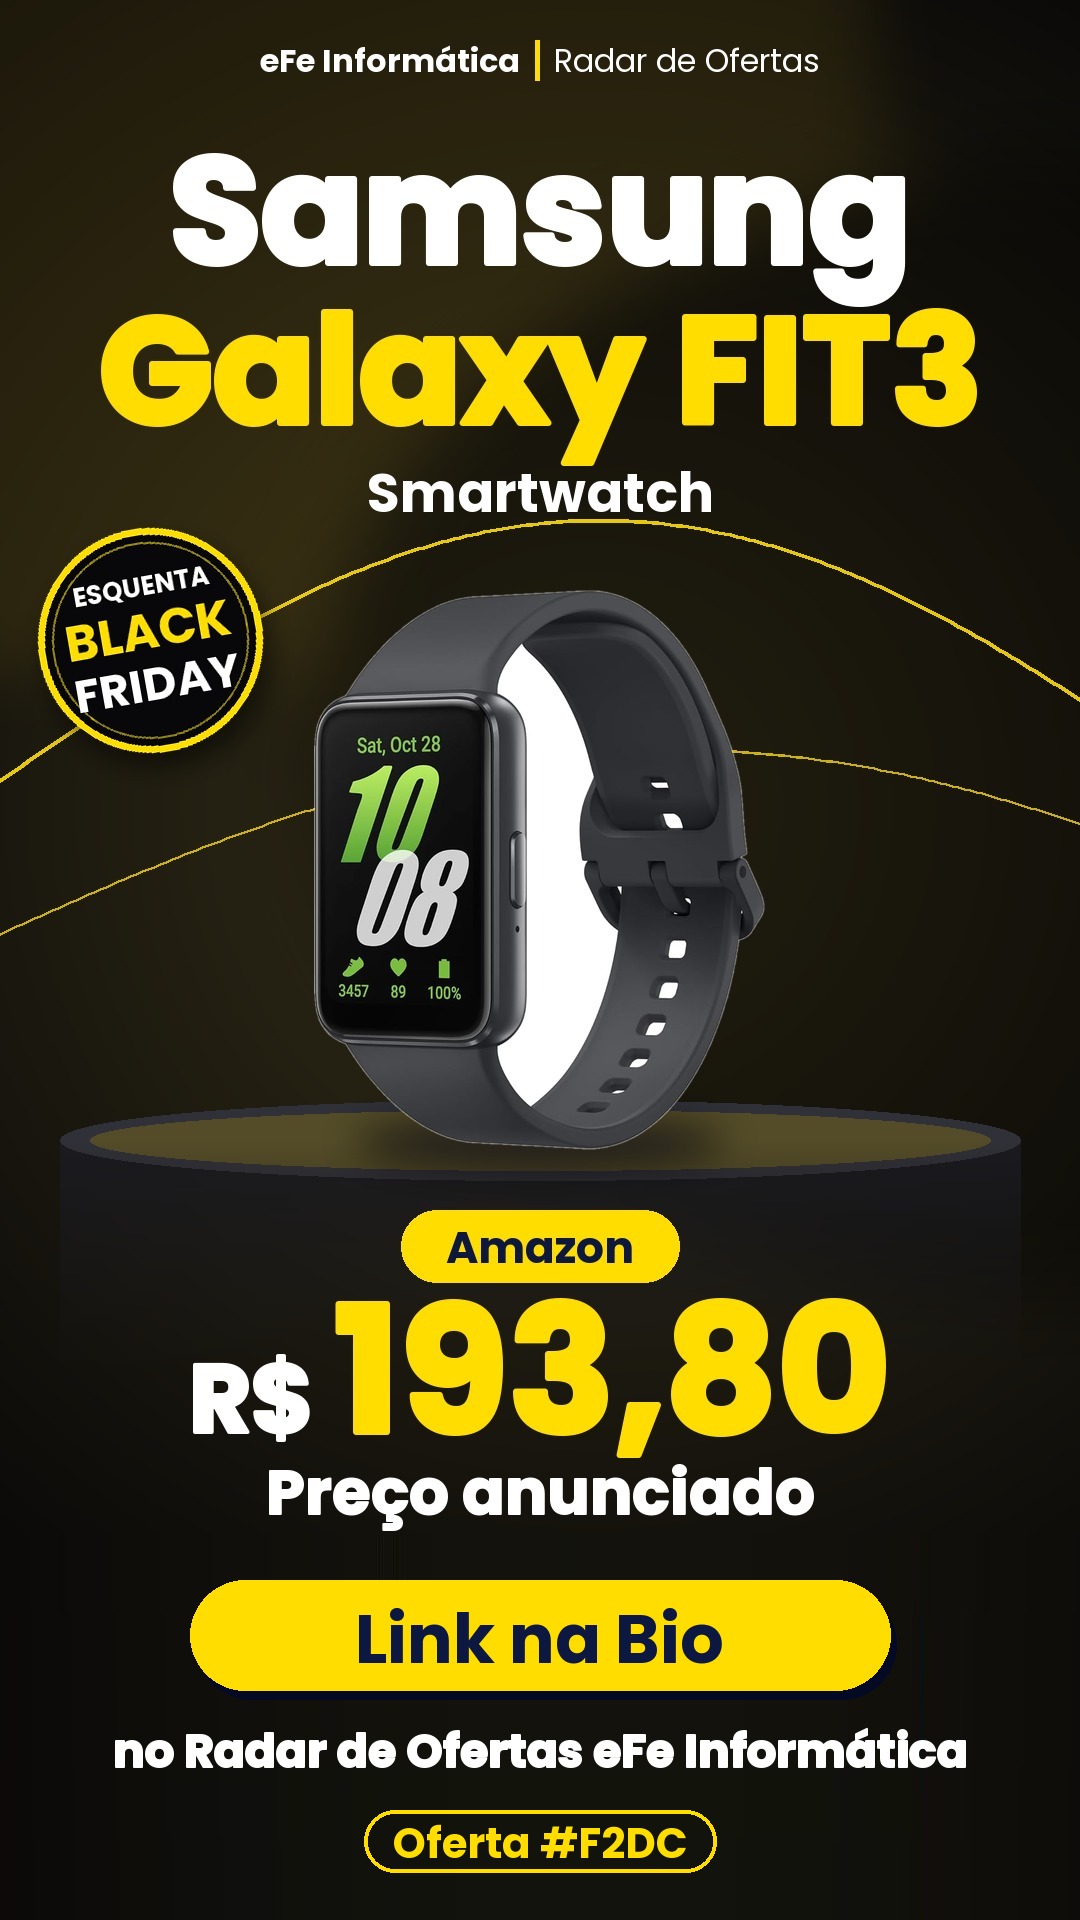 eFe Informática | Radar de Ofertas
Samsung
Galaxy FIT3
Smartwatch
ESQUENTA
BLACK
FRIDAY
Sat, Oct 28
10
08
3457 89 100%
Amazon
R$ 193,80
Preço anunciado
Link na Bio
no Radar de Ofertas eFe Informática
Oferta #F2DC